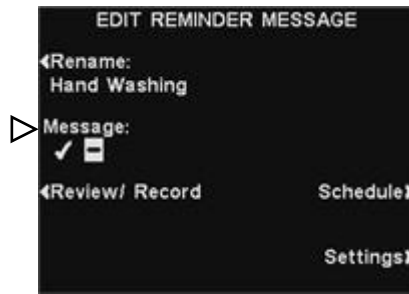 EDIT REMINDER MESSAGE
Rename:
Hand Washing
Message:
Review/ Record
Schedule
Settings